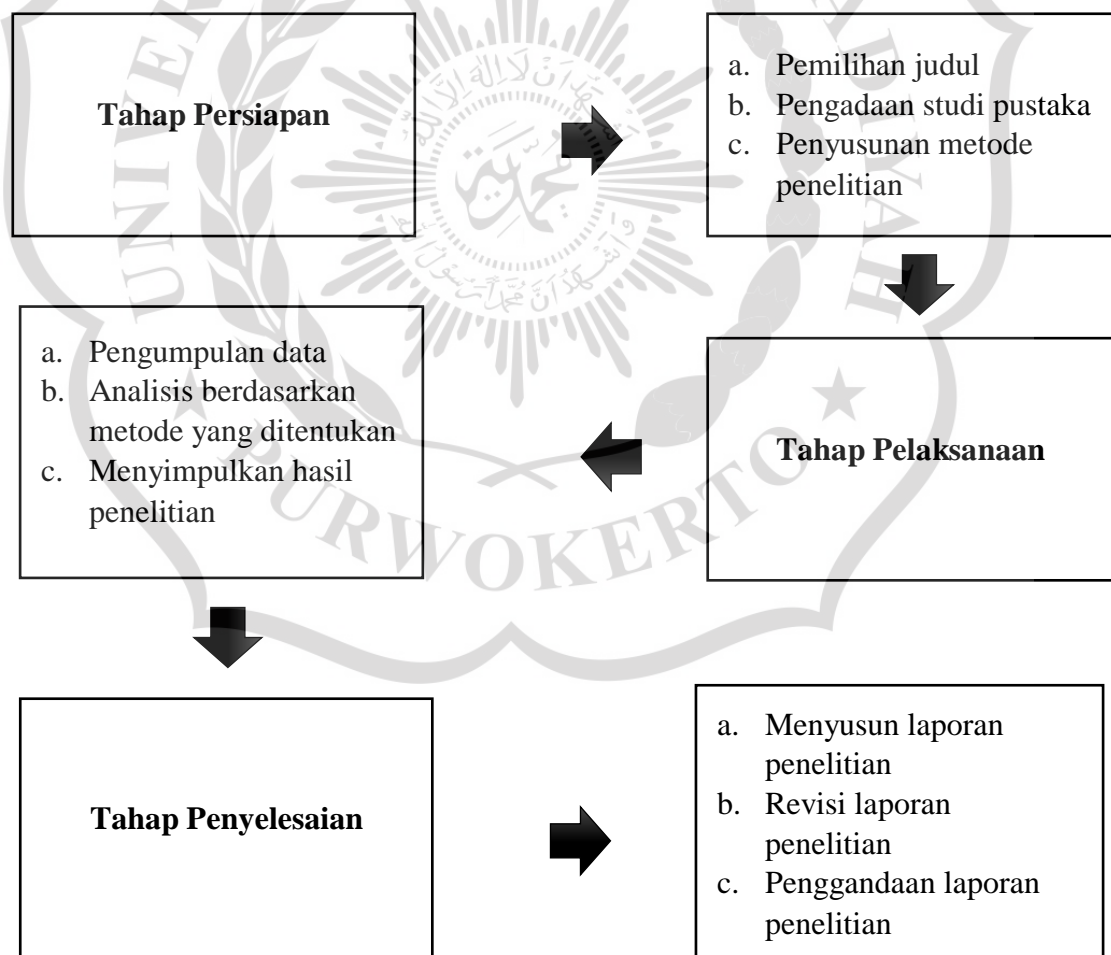 Tahap Persiapan
a. Pemilihan judul
b. Pengadaan studi pustaka
c. Penyusunan metode
penelitian
Tahap Pelaksanaan
a. Pengumpulan data
b. Analisis berdasarkan
metode yang ditentukan
c. Menyimpulkan hasil
penelitian
Tahap Penyelesaian
a. Menyusun laporan
penelitian
b. Revisi laporan
penelitian
c. Penggandaan laporan
penelitian
PURWOKERTO